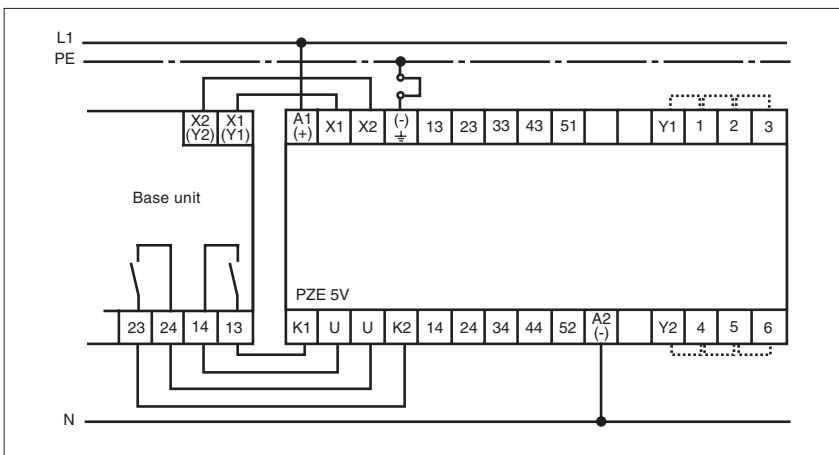 L1
PE
X2 X1 A1 X1 X2 (-) 13 23 33 43 51 Y1 1 2 3
(Y2) (Y1) (+) ⏚
Base unit
PZE 5V
23 24 14 13 K1 U U K2 14 24 34 44 52 A2 Y2 4 5 6
(-)
N